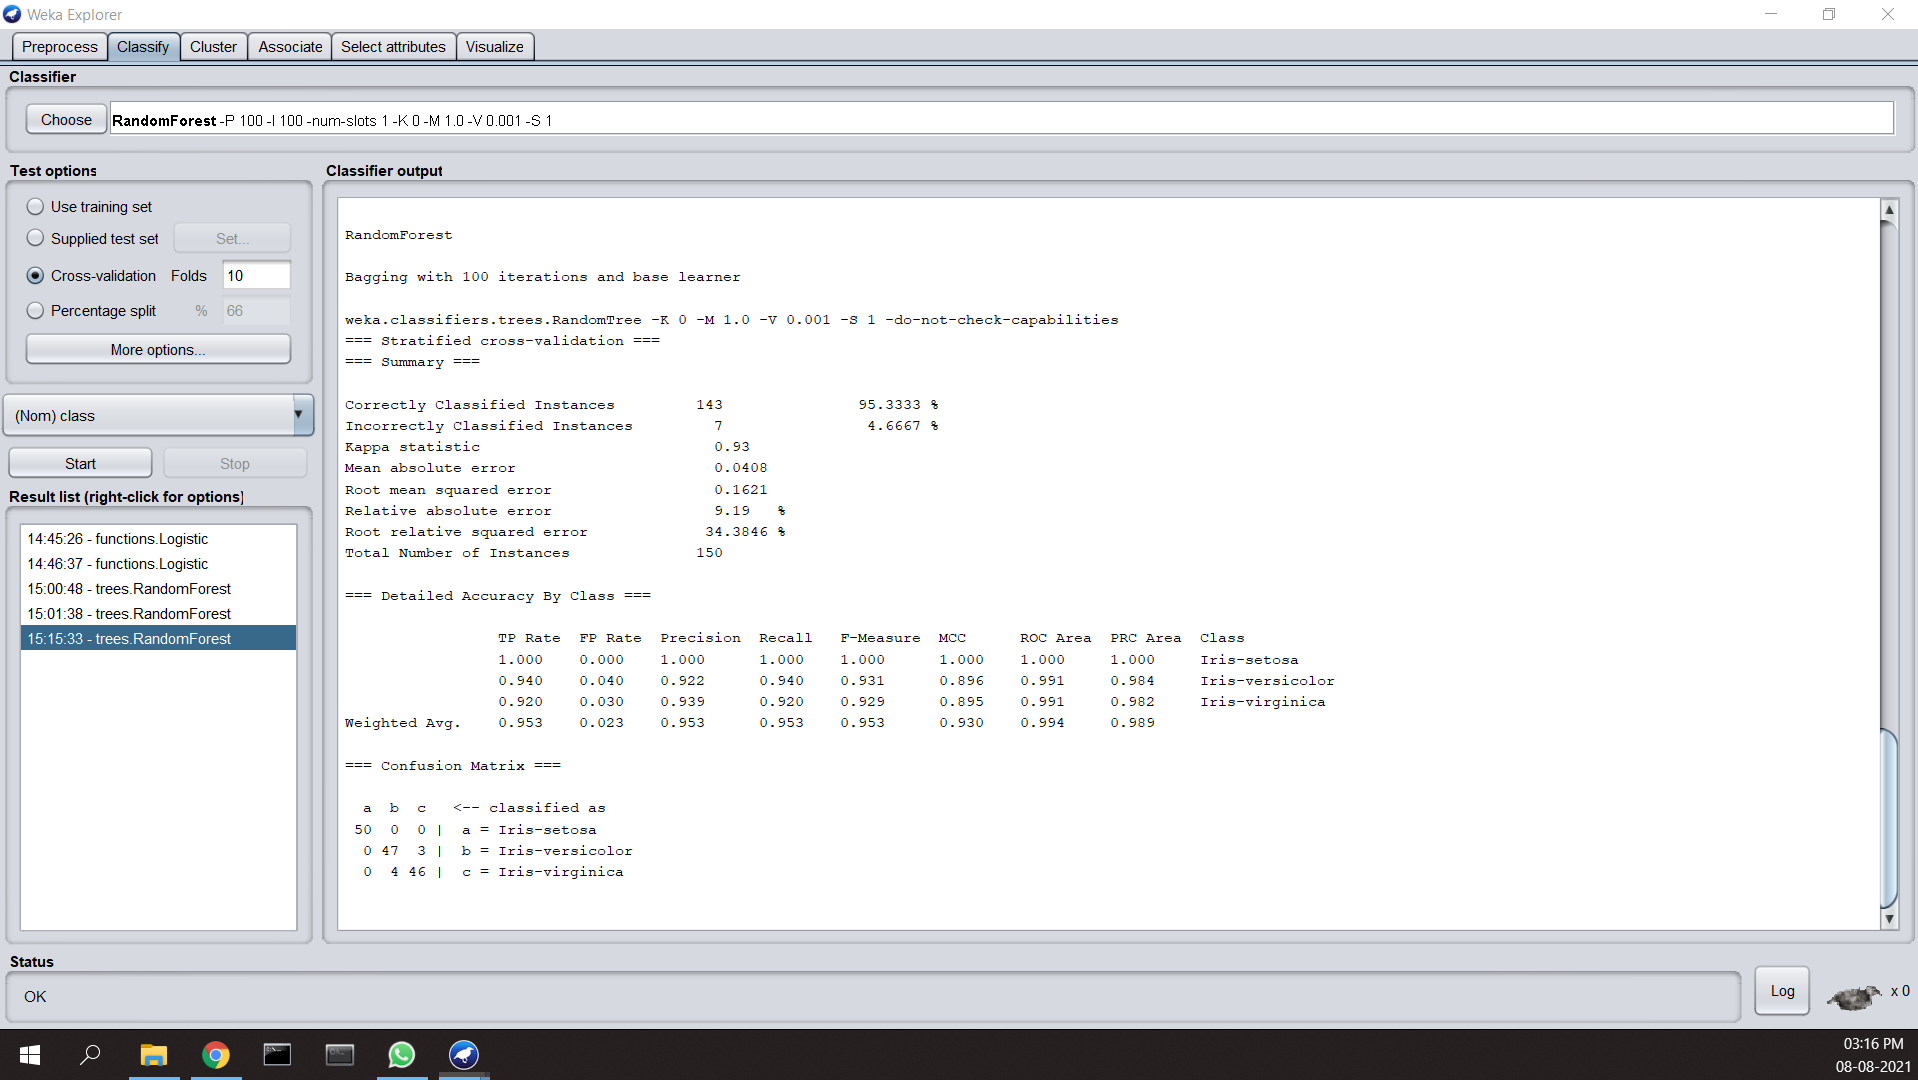 Weka Explorer
Preprocess Classify Cluster Associate Select attributes Visualize
Classifier
Choose RandomForest -P 100 -I 100 -num-slots 1 -K 0 -M 1.0 -V 0.001 -S 1
Test options
Use training set
Supplied test set Set...
Cross-validation Folds 10
Percentage split % 66
More options...
(Nom) class
Start Stop
Result list (right-click for options)
14:45:26 - functions.Logistic
14:46:37 - functions.Logistic
15:00:48 - trees.RandomForest
15:01:38 - trees.RandomForest
15:15:33 - trees.RandomForest
Classifier output
RandomForest
Bagging with 100 iterations and base learner
weka.classifiers.trees.RandomTree -K 0 -M 1.0 -V 0.001 -S 1 -do-not-check-capabilities
=== Stratified cross-validation ===
=== Summary ===
Correctly Classified Instances 143 95.3333 %
Incorrectly Classified Instances 7 4.6667 %
Kappa statistic 0.93
Mean absolute error 0.0408
Root mean squared error 0.1621
Relative absolute error 9.19 %
Root relative squared error 34.3846 %
Total Number of Instances 150
=== Detailed Accuracy By Class ===
TP Rate FP Rate Precision Recall F-Measure MCC ROC Area PRC Area Class
1.000 0.000 1.000 1.000 1.000 1.000 1.000 1.000 Iris-setosa
0.940 0.040 0.922 0.940 0.931 0.896 0.991 0.984 Iris-versicolor
0.920 0.030 0.939 0.920 0.929 0.895 0.991 0.982 Iris-virginica
Weighted Avg. 0.953 0.023 0.953 0.953 0.953 0.930 0.994 0.989
=== Confusion Matrix ===
a b c <-- classified as
50 0 0 | a = Iris-setosa
0 47 3 | b = Iris-versicolor
0 4 46 | c = Iris-virginica
Status
OK
Log
x 0
03:16 PM
08-08-2021